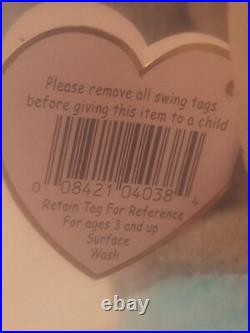 Please remove all swing tags
before giving this item to a child
0 08421 04038 4
Retain Tag For Reference
For ages 3 and up
Surface
Wash